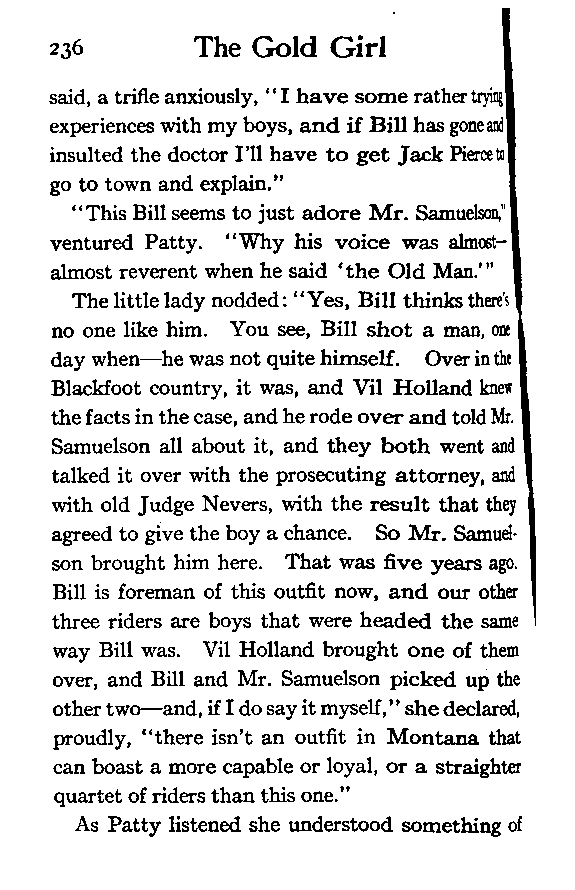 236 The Gold Girl
said, a trifle anxiously, "I have some rather trying
experiences with my boys, and if Bill has gone and
insulted the doctor I'll have to get Jack Pierce to
go to town and explain."
"This Bill seems to just adore Mr. Samuelson,"
ventured Patty. "Why his voice was almost—
almost reverent when he said 'the Old Man.'"
The little lady nodded: "Yes, Bill thinks there's
no one like him. You see, Bill shot a man, one
day when—he was not quite himself. Over in the
Blackfoot country, it was, and Vil Holland knew
the facts in the case, and he rode over and told Mr.
Samuelson all about it, and they both went and
talked it over with the prosecuting attorney, and
with old Judge Nevers, with the result that they
agreed to give the boy a chance. So Mr. Samuel-
son brought him here. That was five years ago.
Bill is foreman of this outfit now, and our other
three riders are boys that were headed the same
way Bill was. Vil Holland brought one of them
over, and Bill and Mr. Samuelson picked up the
other two—and, if I do say it myself," she declared,
proudly, "there isn't an outfit in Montana that
can boast a more capable or loyal, or a straighter
quartet of riders than this one."
As Patty listened she understood something of